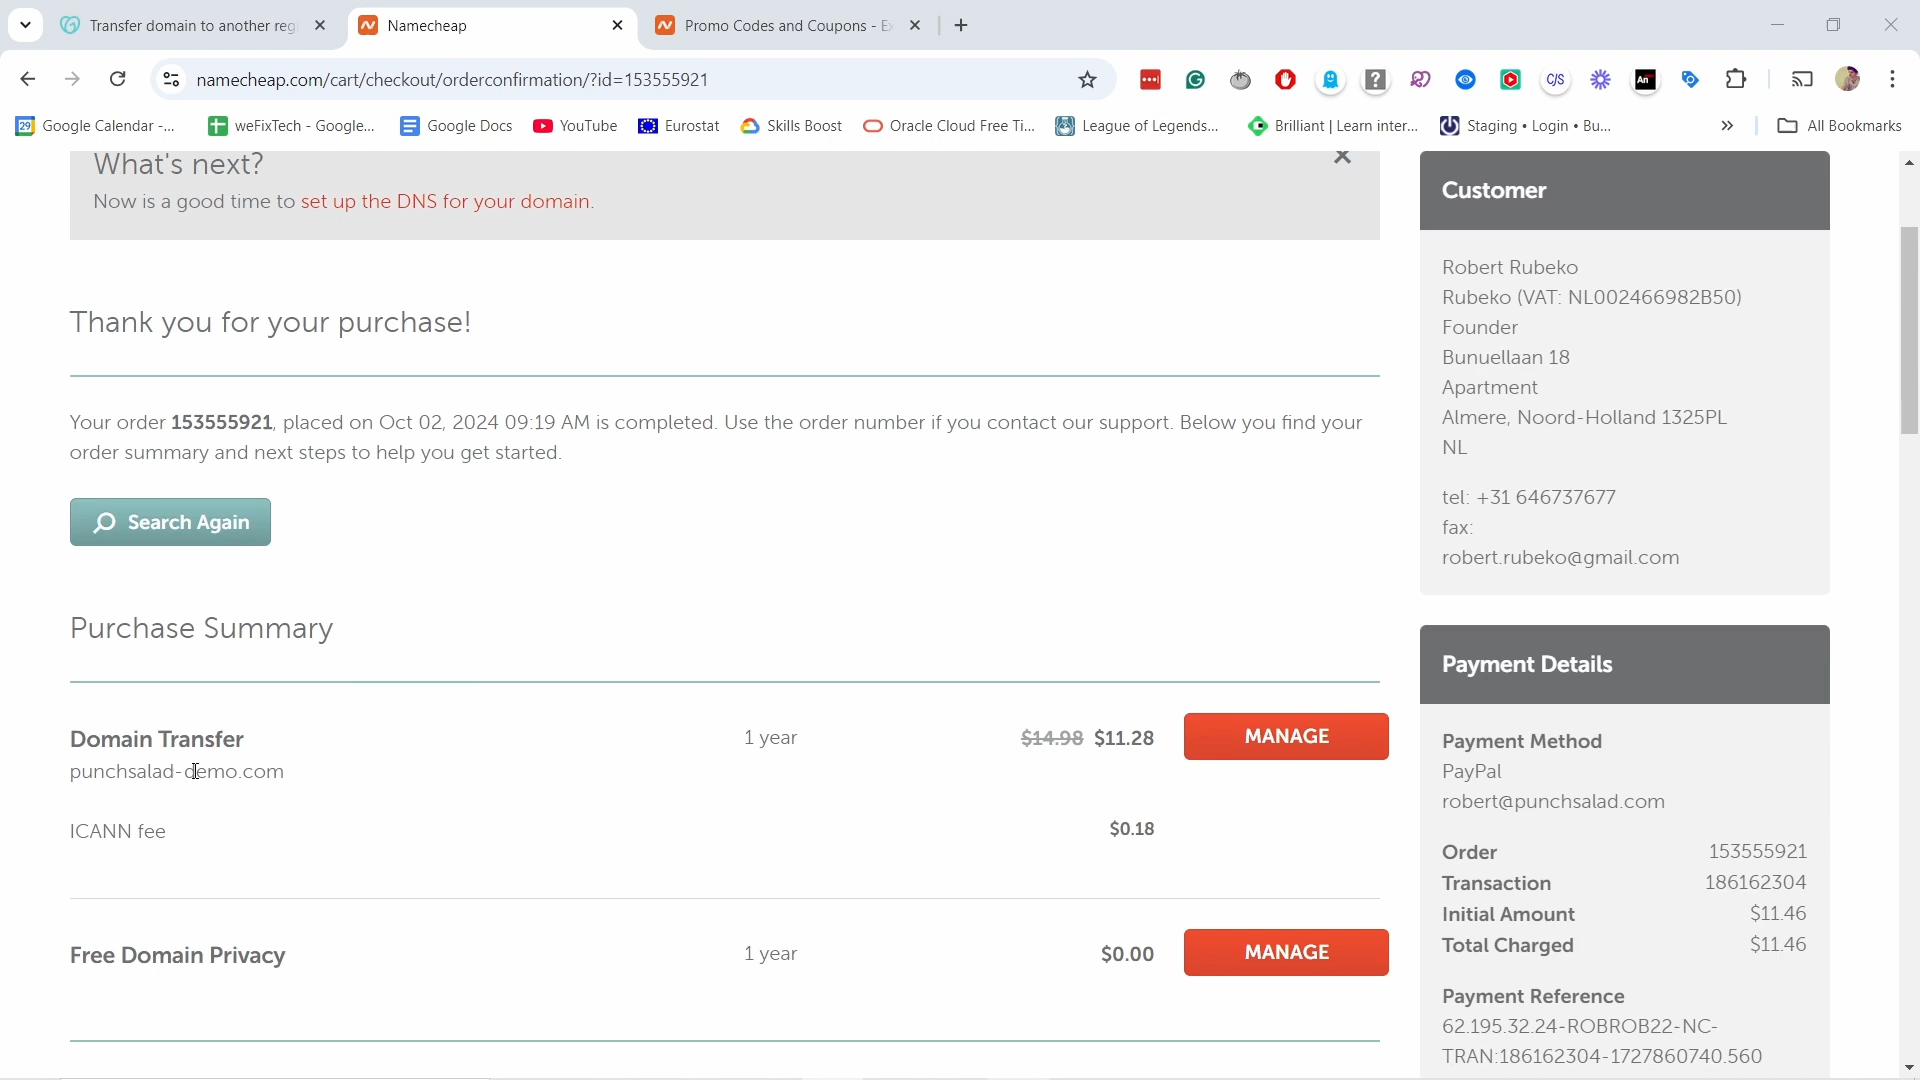 Transfer domain to another reg
Namecheap
Promo Codes and Coupons - E
namecheap.com/cart/checkout/orderconfirmation/?id=153555921
Google Calendar -...
weFixTech - Google...
Google Docs
YouTube
Eurostat
Skills Boost
Oracle Cloud Free Ti...
League of Legends...
Brilliant | Learn inter...
Staging • Login • Bu...
All Bookmarks
What's next?
Now is a good time to set up the DNS for your domain.
Thank you for your purchase!
Your order 153555921, placed on Oct 02, 2024 09:19 AM is completed. Use the order number if you contact our support. Below you find your
order summary and next steps to help you get started.
Search Again
Purchase Summary
Domain Transfer 1 year $14.98 $11.28 MANAGE
punchsalad-demo.com
ICANN fee $0.18
Free Domain Privacy 1 year $0.00 MANAGE
Customer
Robert Rubeko
Rubeko (VAT: NL002466982B50)
Founder
Bunuellaan 18
Apartment
Almere, Noord-Holland 1325PL
NL
tel: +31 646737677
fax:
robert.rubeko@gmail.com
Payment Details
Payment Method
PayPal
robert@punchsalad.com
Order 153555921
Transaction 186162304
Initial Amount $11.46
Total Charged $11.46
Payment Reference
62.195.32.24-ROBROB22-NC-
TRAN:186162304-1727860740.560